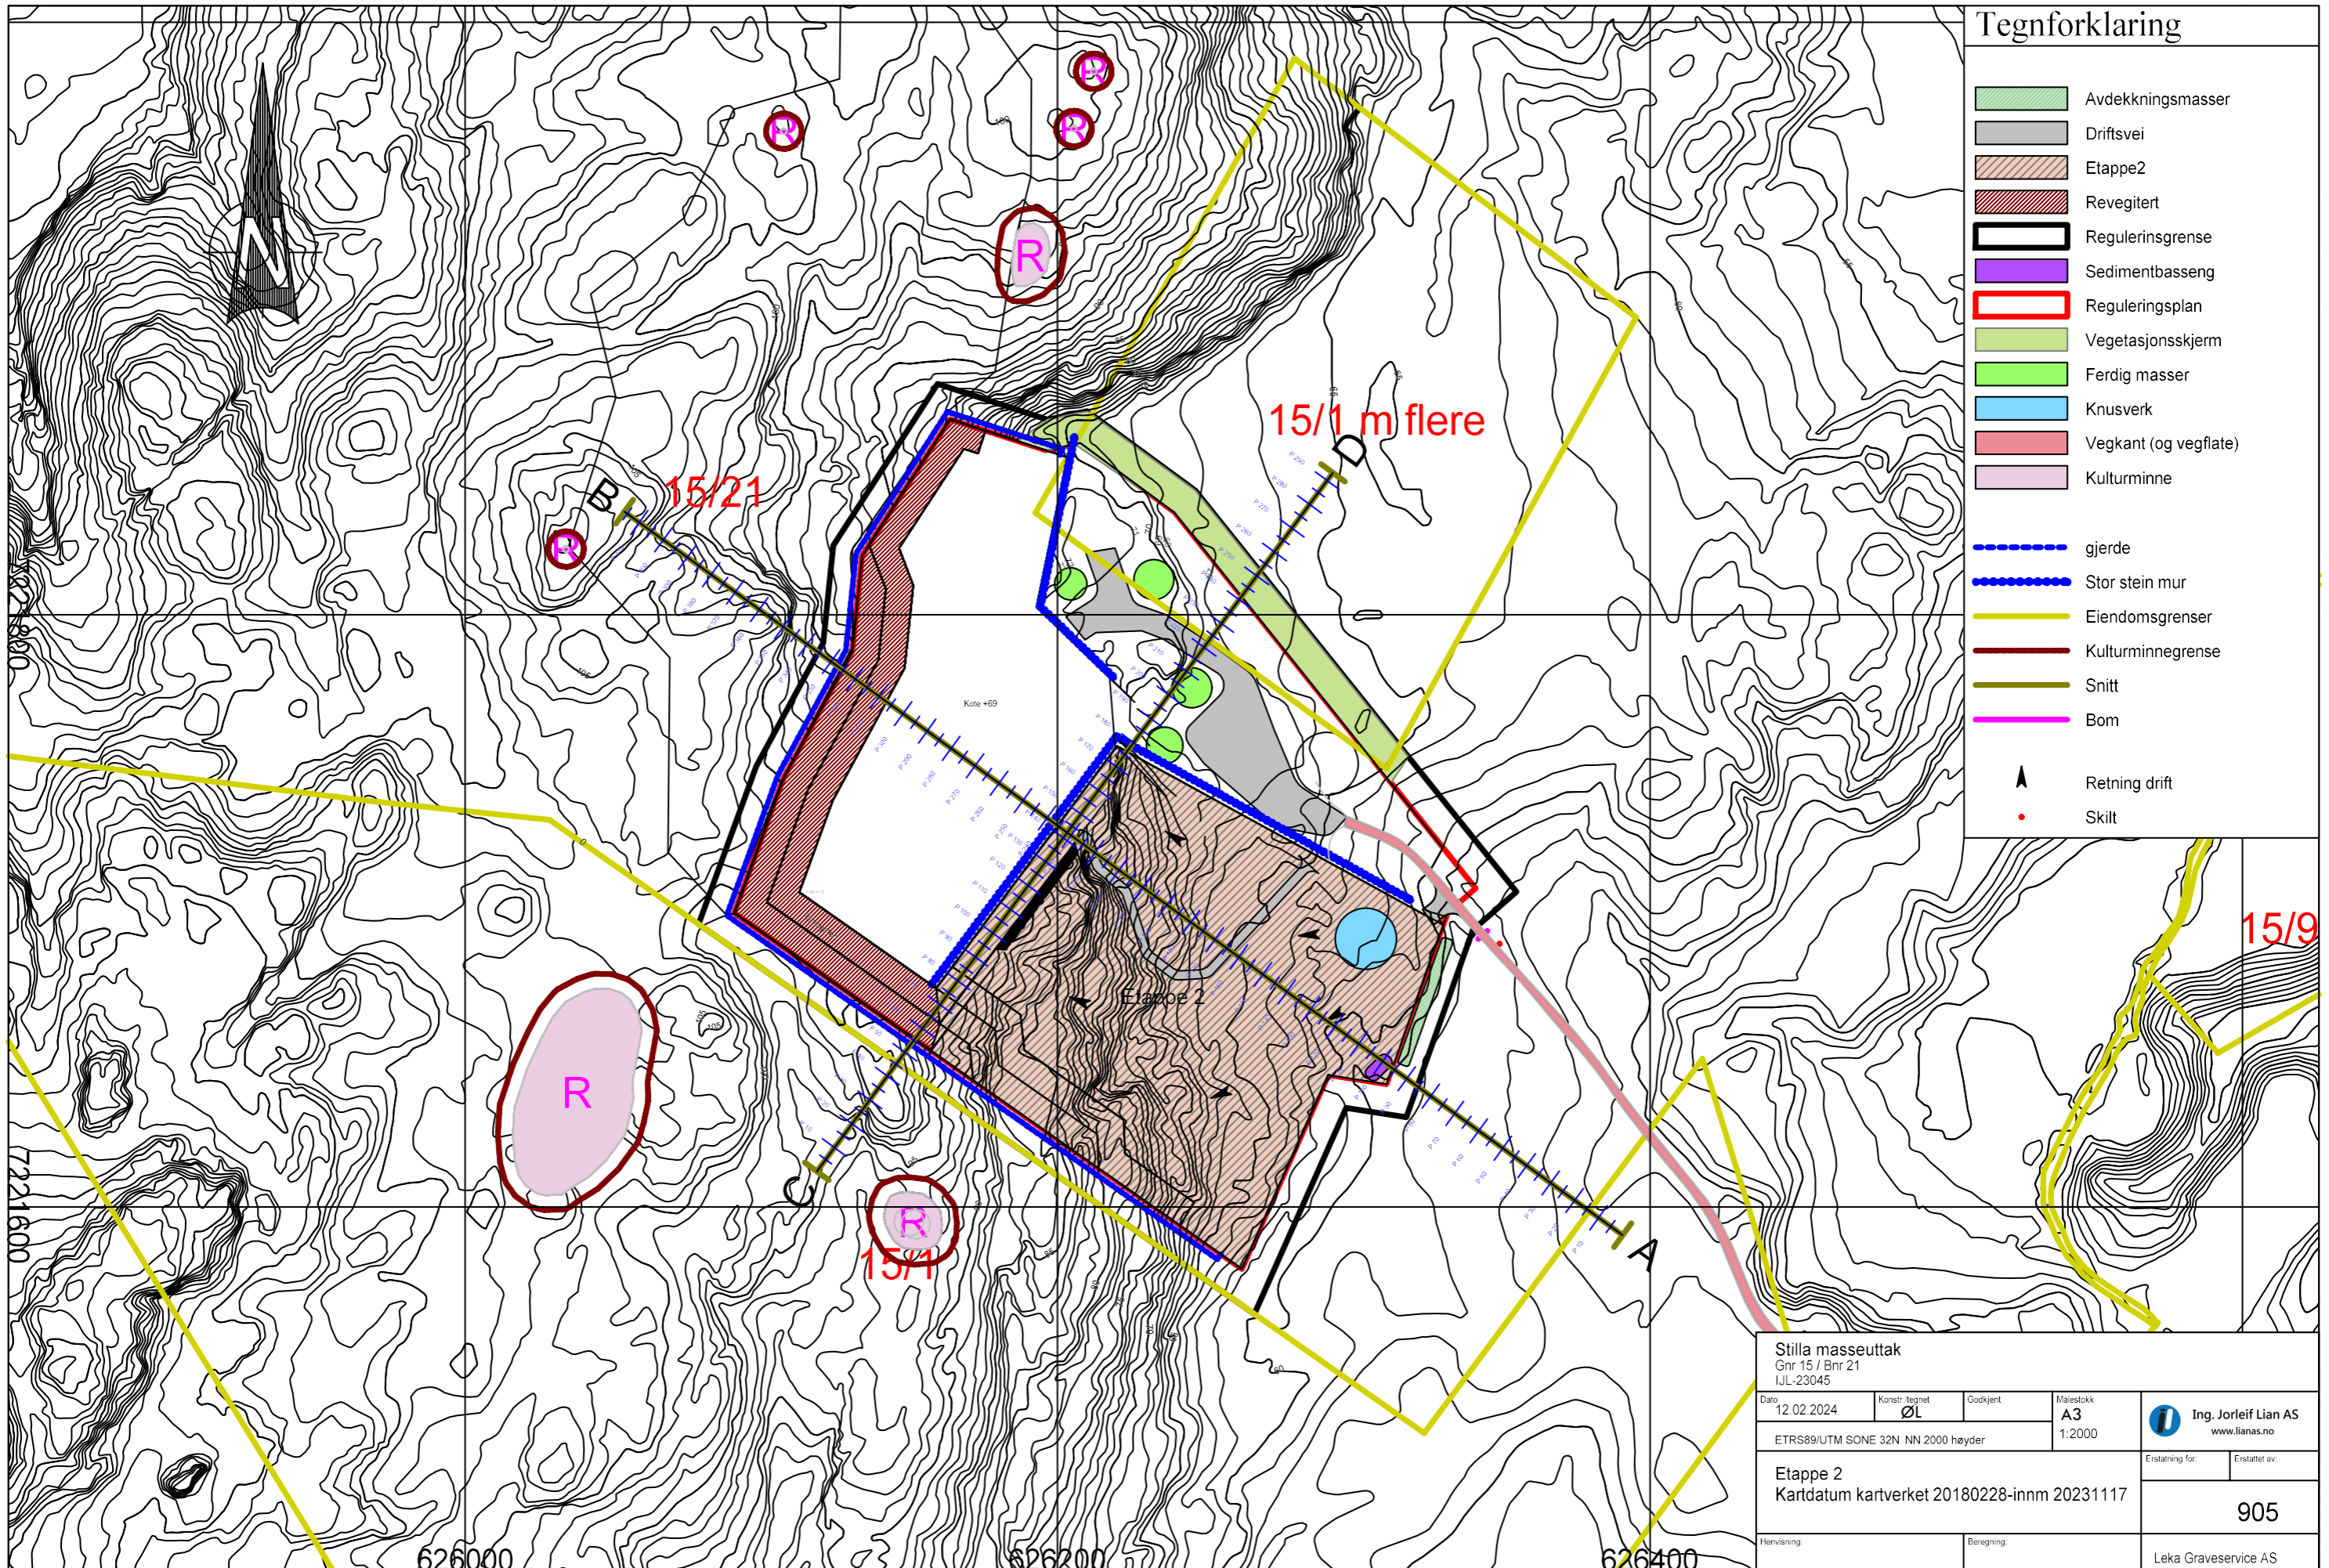 Tegnforklaring
Avdekkningsmasser
Driftsvei
Etappe2
Revegitert
Regulerinsgrense
Sedimentbasseng
Reguleringsplan
Vegetasjonsskjerm
Ferdig masser
Knusverk
Vegkant (og vegflate)
Kulturminne
gjerde
Stor stein mur
Eiendomsgrenser
Kulturminnegrense
Snitt
Bom
Retning drift
Skilt
N
R
R
R
R
15/1 m flere
D
B
15/21
R
Kote +69
15/9
Etappe 2
R
C
R
15/1
A
7221800
7221600
626000
626200
626400
Stilla masseuttak
Gnr 15 / Bnr 21
IJL-23045
Dato
12.02.2024
Konstr./tegnet
ØL
Godkjent
Målestokk
A3
1:2000
Ing. Jorleif Lian AS
www.lianas.no
ETRS89/UTM SONE 32N NN 2000 høyder
Erstatning for:
Erstattet av:
Etappe 2
Kartdatum kartverket 20180228-innm 20231117
905
Henvisning:
Beregning:
Leka Graveservice AS